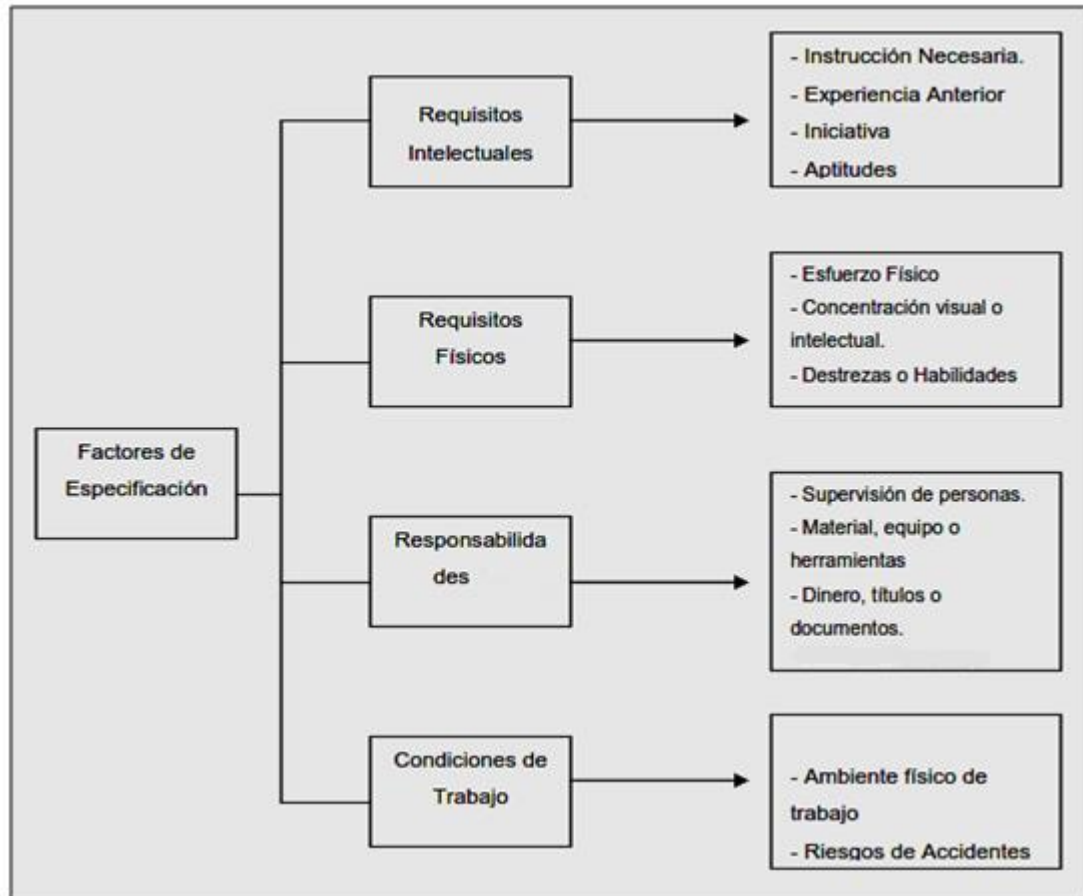 Factores de
Especificación
Requisitos
Intelectuales
- Instrucción Necesaria.
- Experiencia Anterior
- Iniciativa
- Aptitudes
Requisitos
Físicos
- Esfuerzo Físico
- Concentración visual o
intelectual.
- Destrezas o Habilidades
Responsabilida
des
- Supervisión de personas.
- Material, equipo o
herramientas
- Dinero, títulos o
documentos.
Condiciones de
Trabajo
- Ambiente físico de
trabajo
- Riesgos de Accidentes